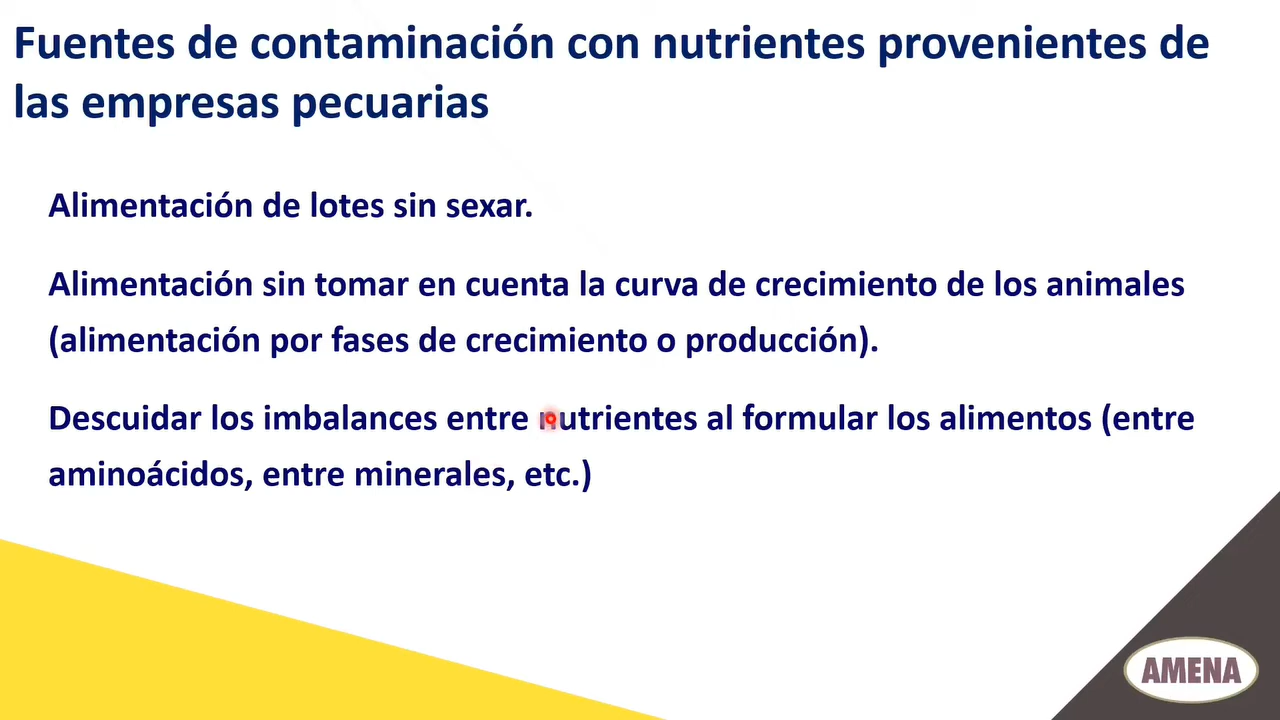 Fuentes de contaminación con nutrientes provenientes de
las empresas pecuarias
Alimentación de lotes sin sexar.
Alimentación sin tomar en cuenta la curva de crecimiento de los animales
(alimentación por fases de crecimiento o producción).
Descuidar los imbalances entre nutrientes al formular los alimentos (entre
aminoácidos, entre minerales, etc.)
AMENA